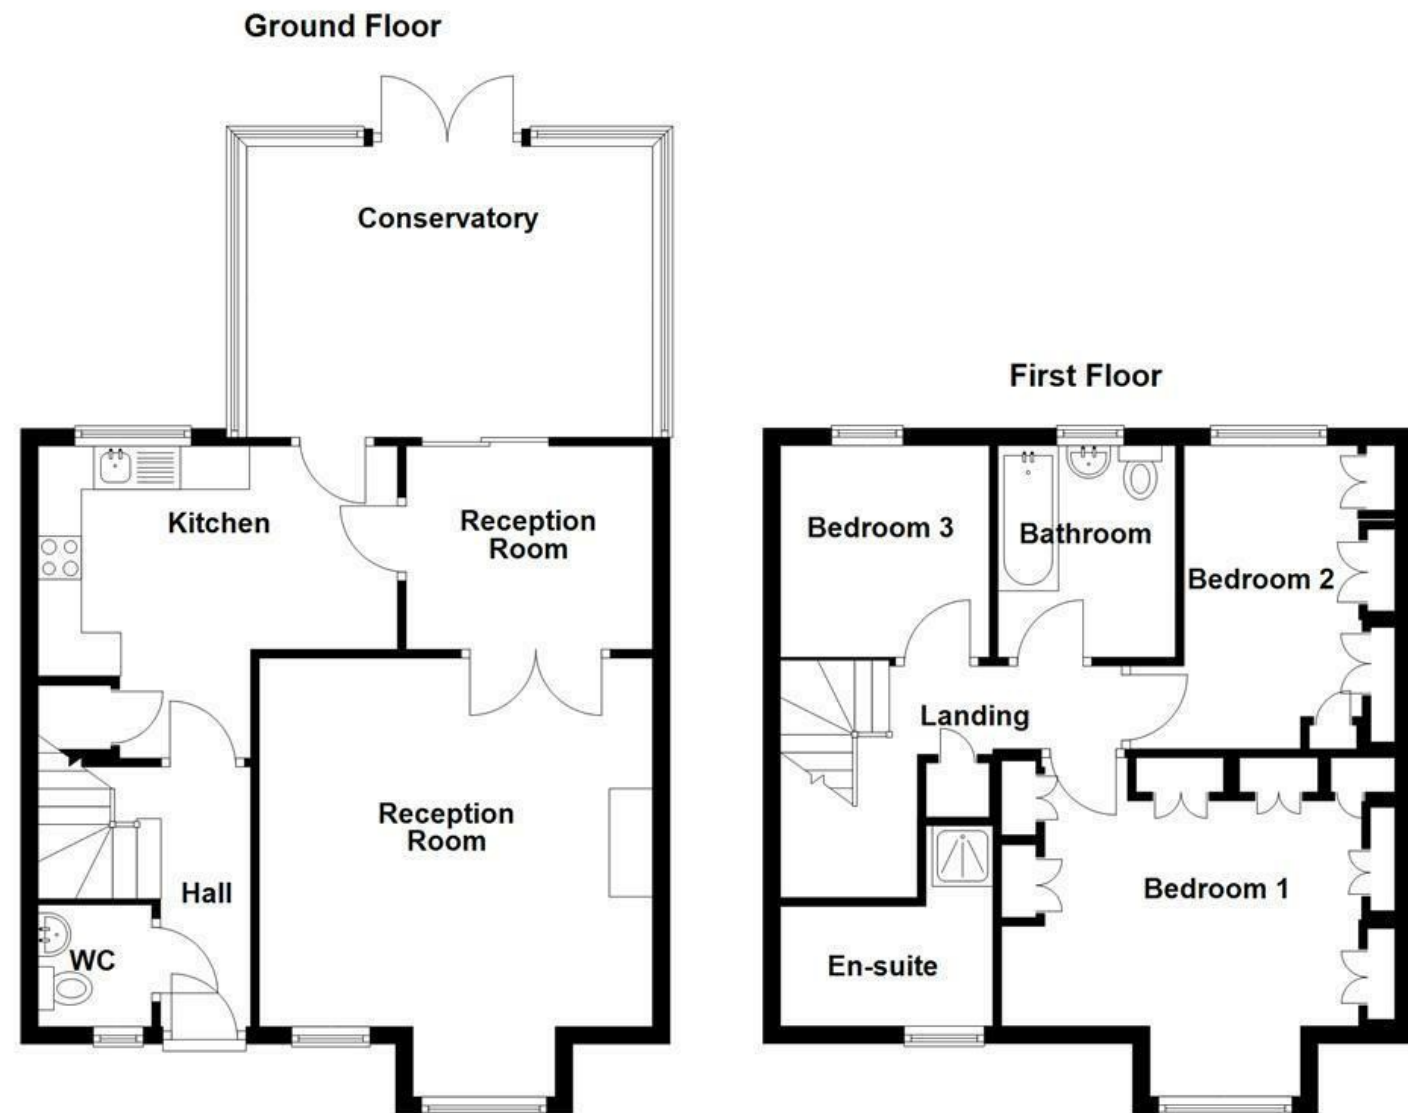 Ground Floor
Conservatory
Kitchen
Reception
Room
Reception
Room
Hall
WC
First Floor
Bedroom 3
Bathroom
Bedroom 2
Landing
Bedroom 1
En-suite